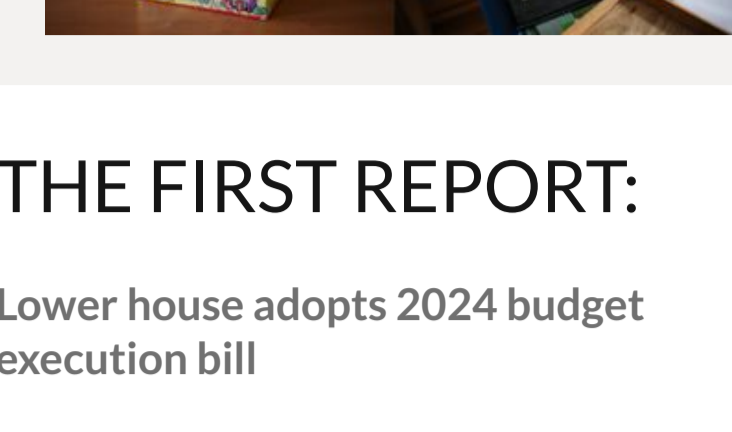 THE FIRST REPORT:
Lower house adopts 2024 budget
execution bill